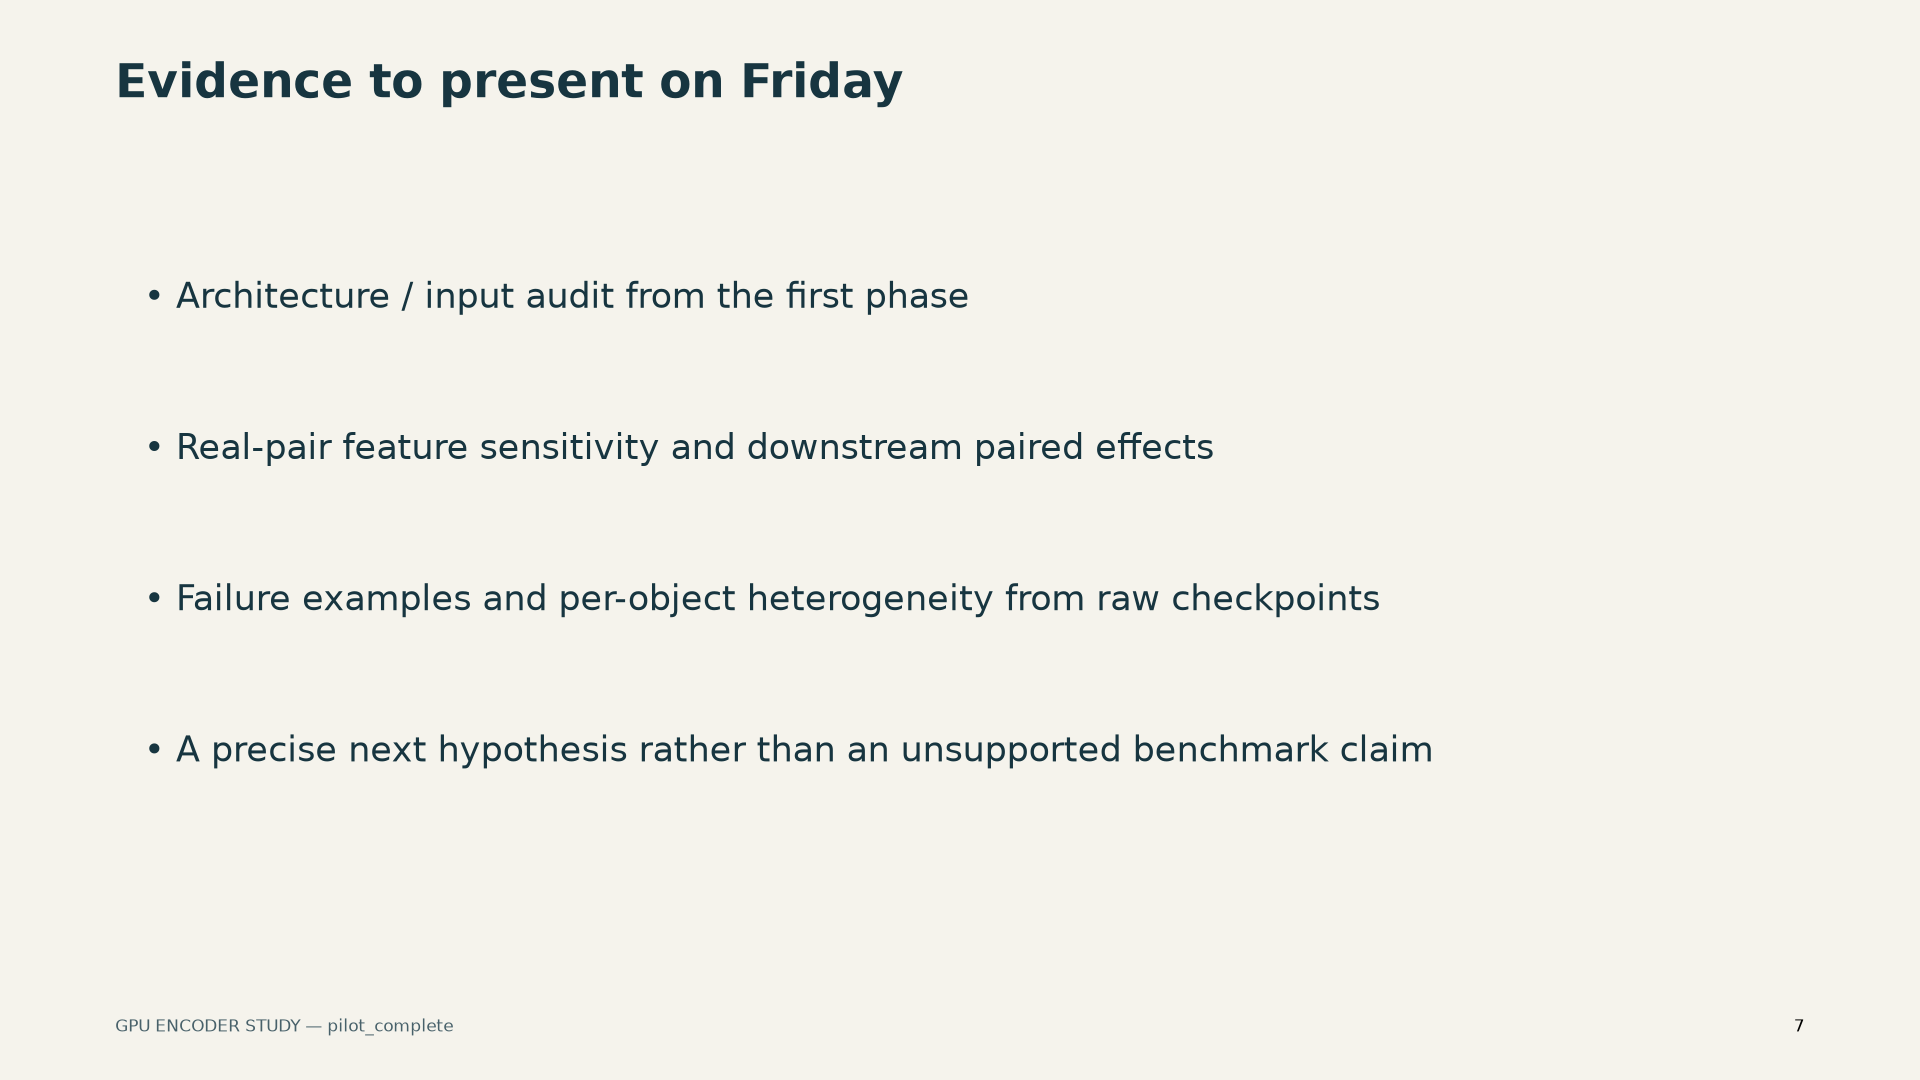 Evidence to present on Friday
• Architecture / input audit from the first phase
• Real-pair feature sensitivity and downstream paired effects
• Failure examples and per-object heterogeneity from raw checkpoints
• A precise next hypothesis rather than an unsupported benchmark claim
GPU ENCODER STUDY — pilot_complete
7